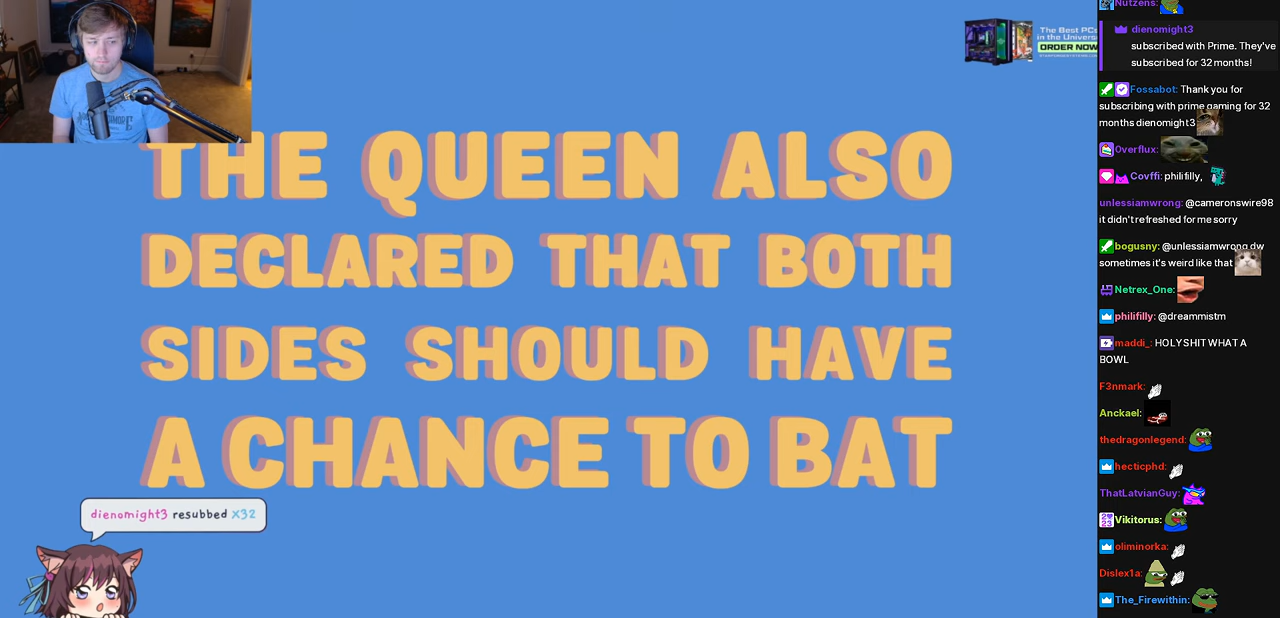 The Best PCs
in the Universe
ORDER NOW
THE QUEEN ALSO
DECLARED THAT BOTH
SIDES SHOULD HAVE
A CHANCE TO BAT
dienomight3 resubbed X32
Nutzens:
dienomight3
subscribed with Prime. They've
subscribed for 32 months!
Fossabot: Thank you for
subscribing with prime gaming for 32
months dienomight3
0verflux:
Covffi: philifilly,
unlessiamwrong: @cameronswire98
it didn't refreshed for me sorry
bogusny: @unlessiamwrong dw
sometimes it's weird like that
Netrex_One:
philifilly: @dreammistm
maddi_: HOLY SHIT WHAT A
BOWL
F3nmark:
Anckael:
thedragonlegend:
hecticphd:
ThatLatvianGuy:
Vikitorus:
oliminorka:
Dislex1a:
The_Firewithin: